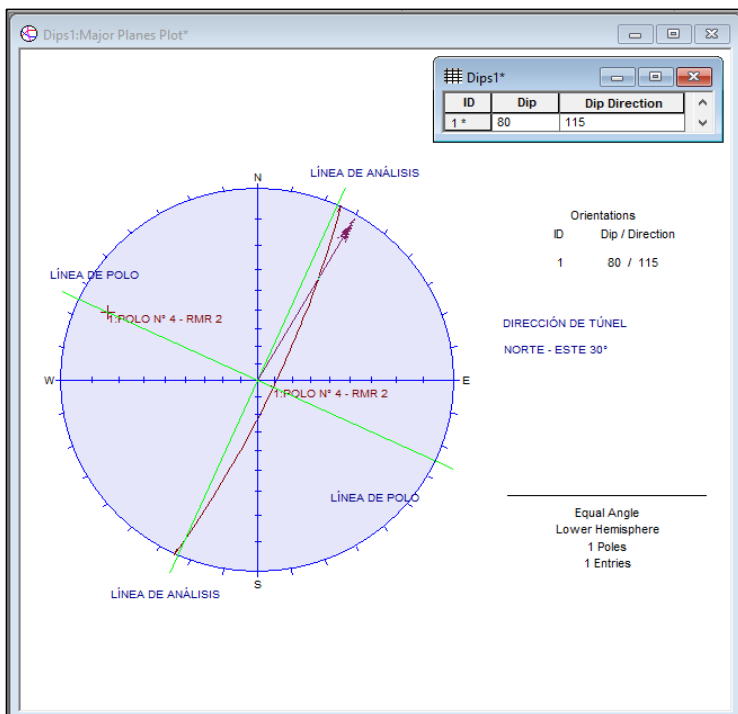 Dips1:Major Planes Plot*
Dips1*
ID Dip Dip Direction
1 * 80 115
LÍNEA DE ANÁLISIS
N
Orientations
ID Dip / Direction
1 80 / 115
LÍNEA DE POLO
1:POLO N° 4 - RMR 2
DIRECCIÓN DE TÚNEL
NORTE - ESTE 30°
W
E
1:POLO N° 4 - RMR 2
LÍNEA DE POLO
Equal Angle
Lower Hemisphere
1 Poles
1 Entries
S
LÍNEA DE ANÁLISIS